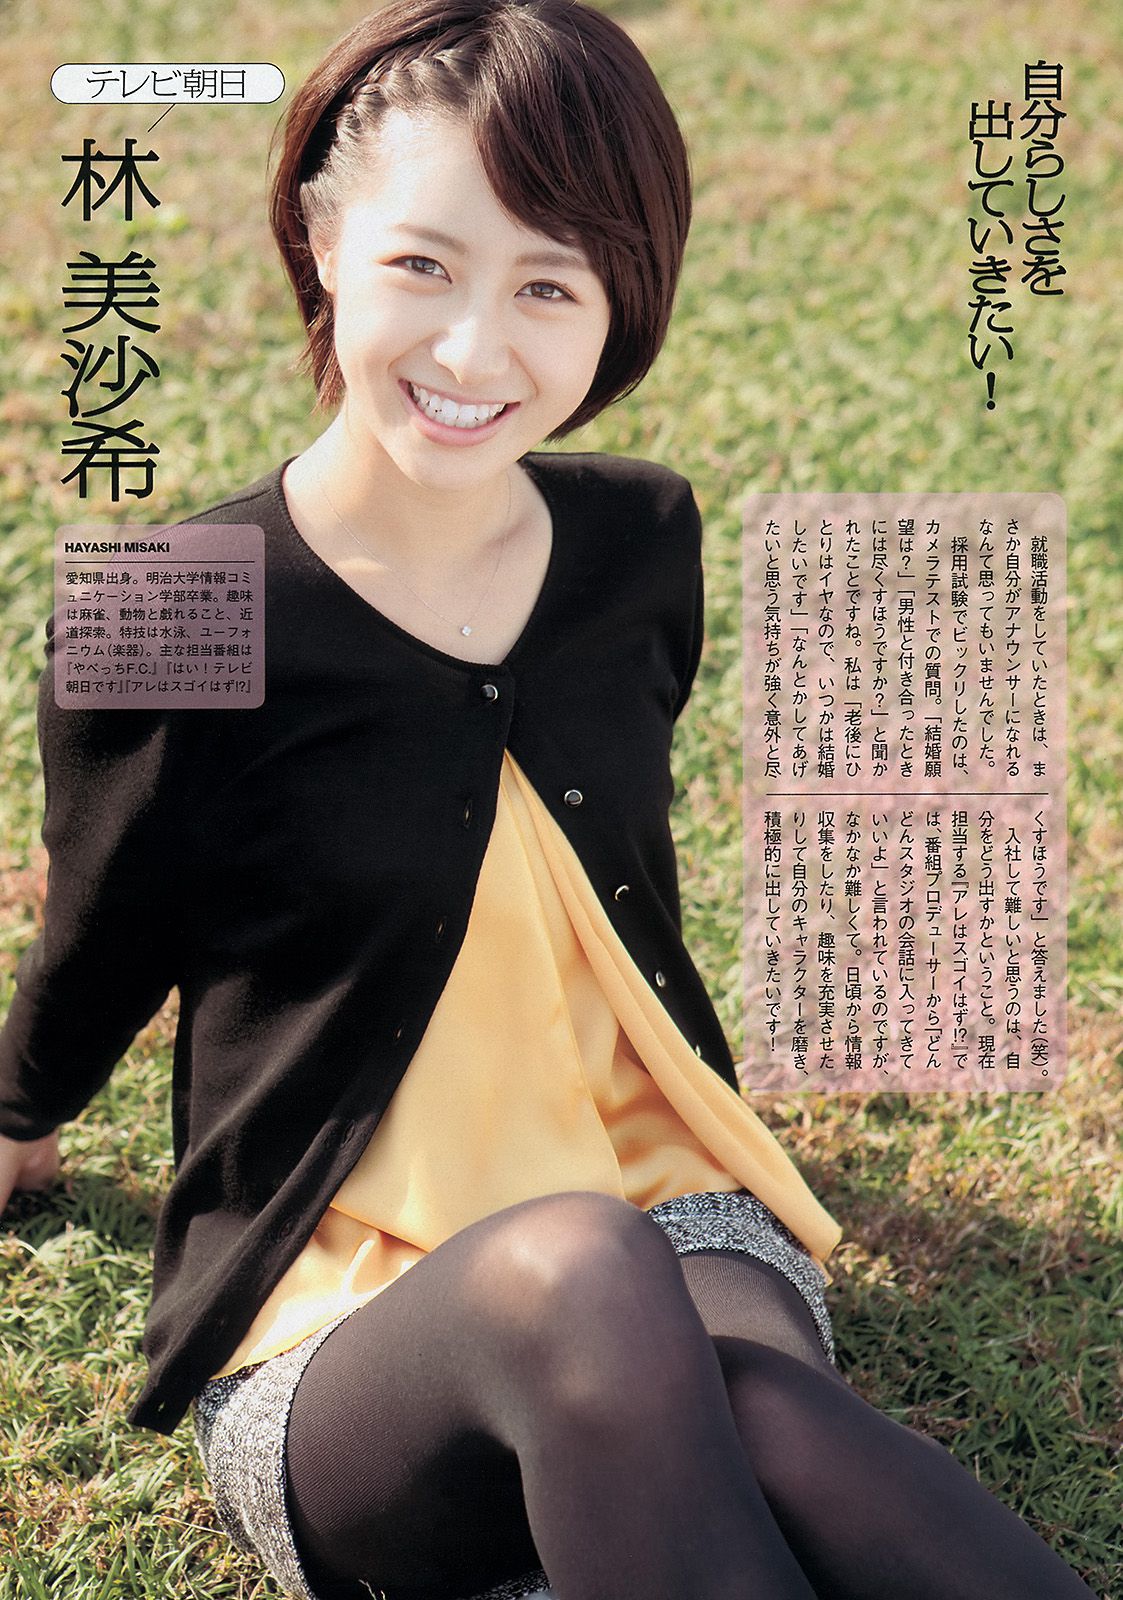 テレビ朝日
林 美沙希
HAYASHI MISAKI
愛知県出身。明治大学情報コミ
ュニケーション学部卒業。趣味
は麻雀、動物と戯れること、近
道探索。特技は水泳、ユーフォ
ニウム(楽器)。主な担当番組は
『やべっちF.C.』『はい!テレビ
朝日です』『アレはスゴイはず!?』
自分らしさを
出していきたい!
就職活動をしていたときは、ま
さか自分がアナウンサーになれる
なんて思ってもいませんでした。
採用試験でビックリしたのは、
カメラテストでの質問。「結婚願
望は?」「男性と付き合ったとき
には尽くすほうですか?」と聞か
れたことですね。私は「老後にひ
とりはイヤなので、いつかは結婚
したいです」「なんとかしてあげ
たいと思う気持ちが強く意外と尽
くすほうです」と答えました(笑)。
入社して難しいと思うのは、自
分をどう出すかということ。現在
担当する『アレはスゴイはず!?』で
は、番組プロデューサーから「どん
どんスタジオの会話に入ってきて
いいよ」と言われているのですが、
なかなか難しくて。日頃から情報
収集をしたり、趣味を充実させた
りして自分のキャラクターを磨き、
積極的に出していきたいです!